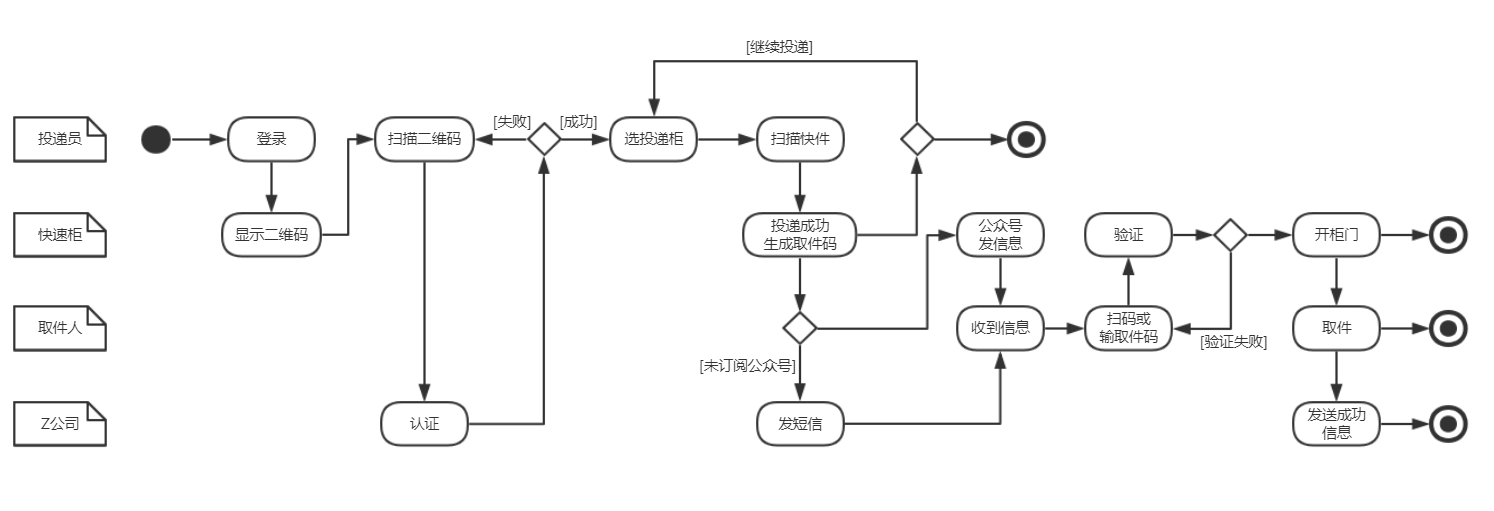 [继续投递]
投递员
登录
扫描二维码
[失败]
[成功]
选投递柜
扫描快件
快速柜
显示二维码
投递成功
生成取件码
公众号
发信息
验证
开柜门
取件人
收到信息
扫码或
输取件码
[验证失败]
取件
[未订阅公众号]
Z公司
认证
发短信
发送成功
信息